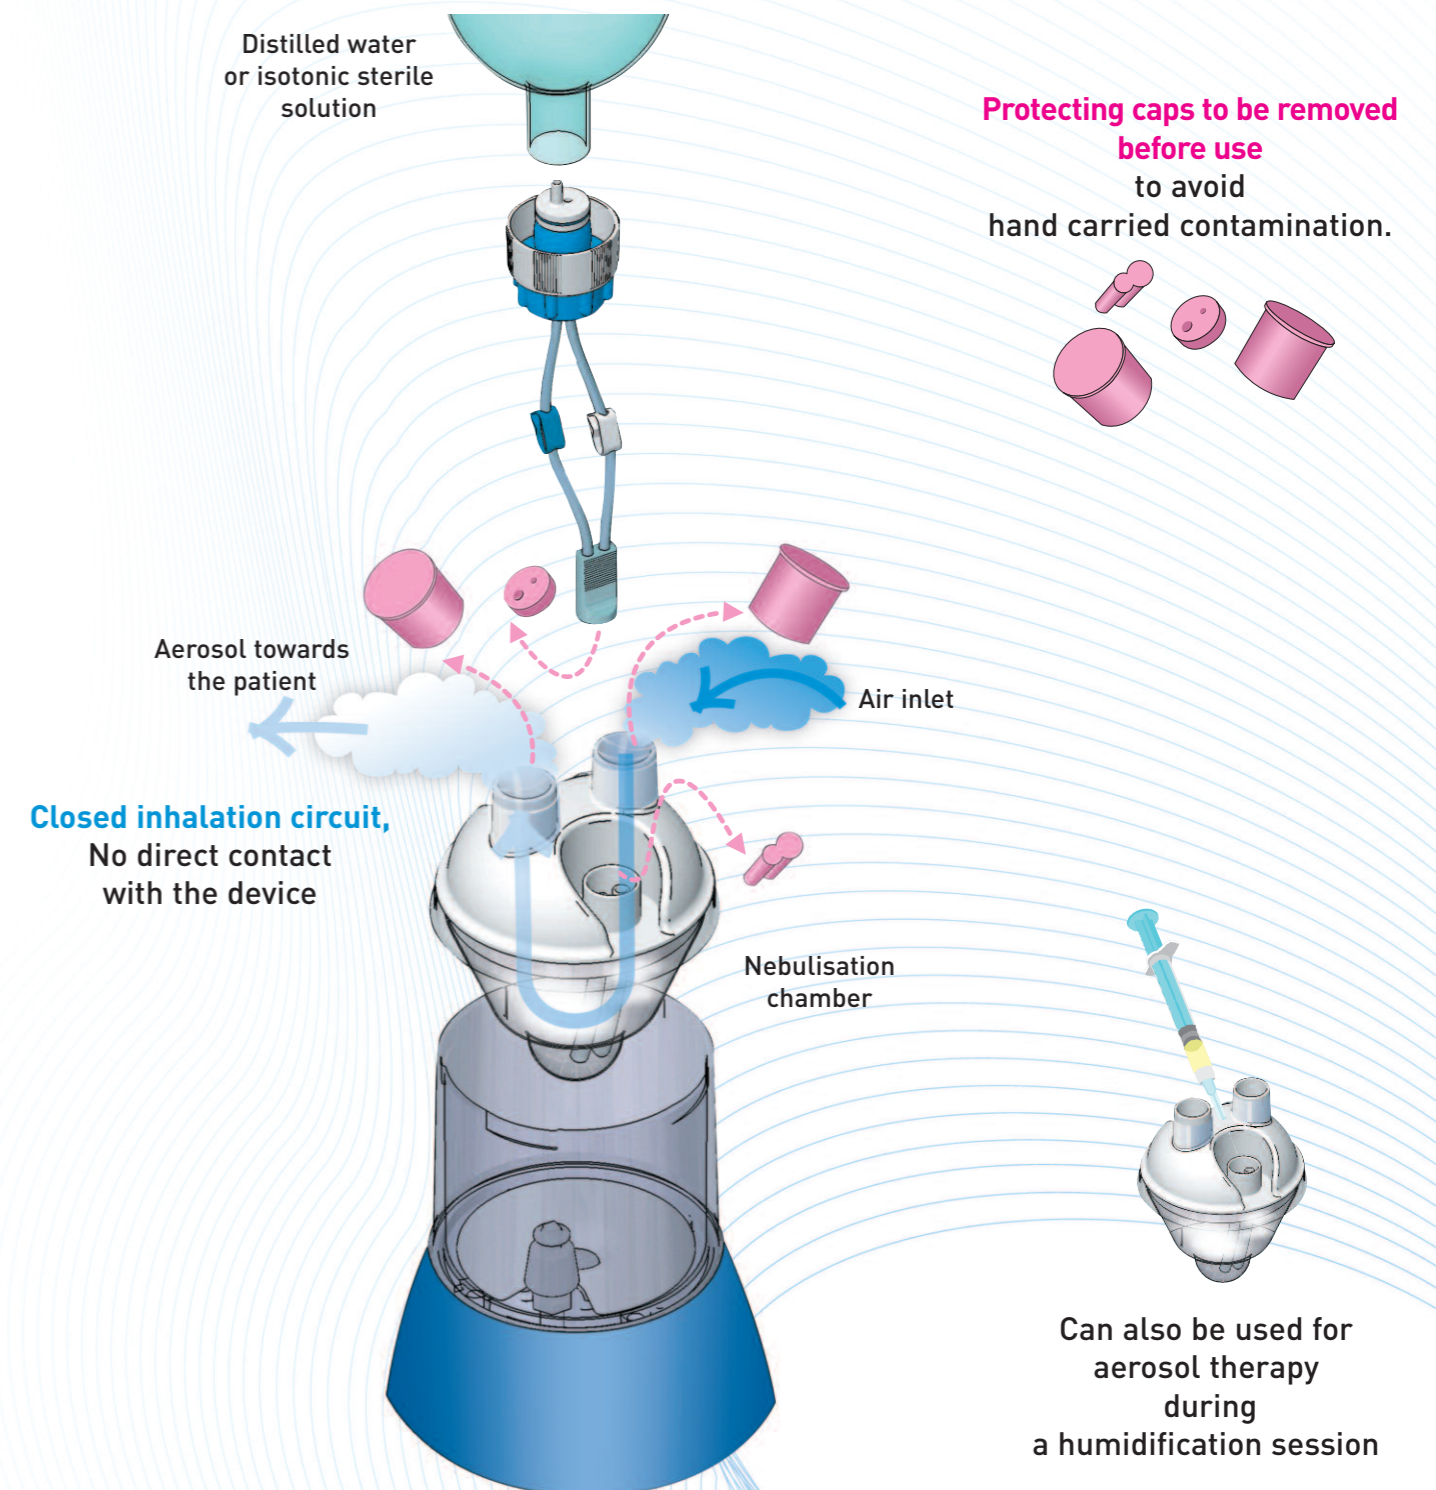 Distilled water
or isotonic sterile
solution
Protecting caps to be removed
before use
to avoid
hand carried contamination.
Aerosol towards
the patient
Air inlet
Closed inhalation circuit,
No direct contact
with the device
Nebulisation
chamber
Can also be used for
aerosol therapy
during
a humidification session